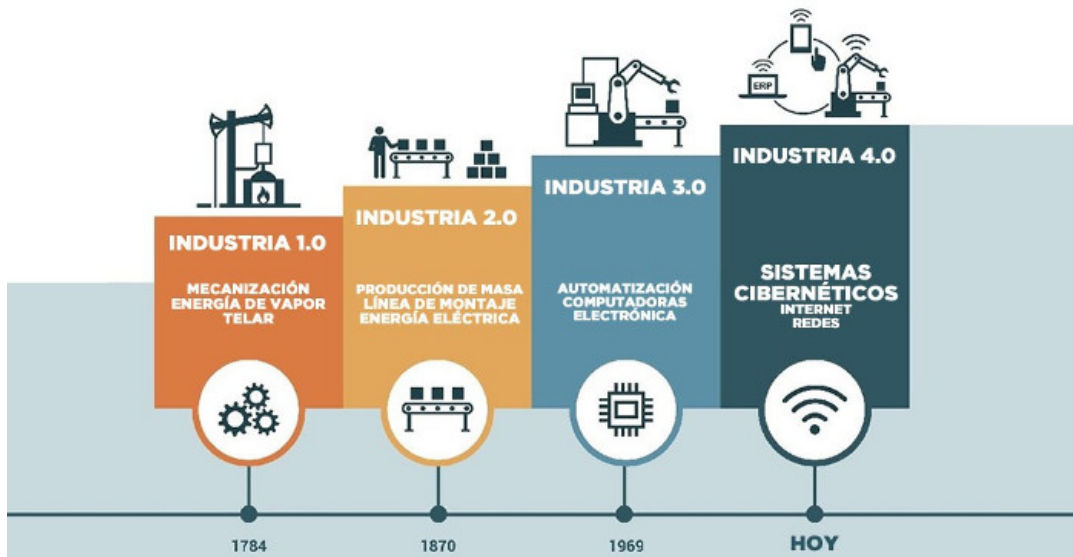 ERP
INDUSTRIA 1.0
MECANIZACIÓN
ENERGÍA DE VAPOR
TELAR
INDUSTRIA 2.0
PRODUCCIÓN DE MASA
LÍNEA DE MONTAJE
ENERGÍA ELÉCTRICA
INDUSTRIA 3.0
AUTOMATIZACIÓN
COMPUTADORAS
ELECTRÓNICA
INDUSTRIA 4.0
SISTEMAS
CIBERNÉTICOS
INTERNET
REDES
1784
1870
1969
HOY